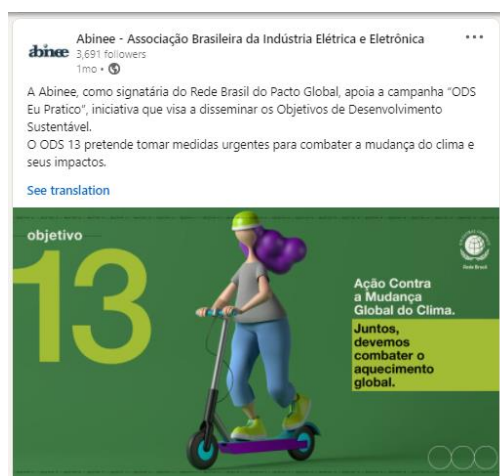 abinee
Abinee - Associação Brasileira da Indústria Elétrica e Eletrônica
3,691 followers
1mo •
A Abinee, como signatária do Rede Brasil do Pacto Global, apoia a campanha “ODS
Eu Pratico”, iniciativa que visa a disseminar os Objetivos de Desenvolvimento
Sustentável.
O ODS 13 pretende tomar medidas urgentes para combater a mudança do clima e
seus impactos.
See translation
objetivo
13
Rede Brasil
Ação Contra
a Mudança
Global do Clima.
Juntos,
devemos
combater o
aquecimento
global.